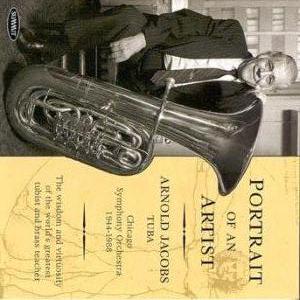 SUMMIT
PORTRAIT
OF AN
ARTIST
ARNOLD JACOBS
TUBA
Chicago
Symphony Orchestra
1944-1988
The wisdom and virtuosity
of the world's greatest
tubist and brass teacher